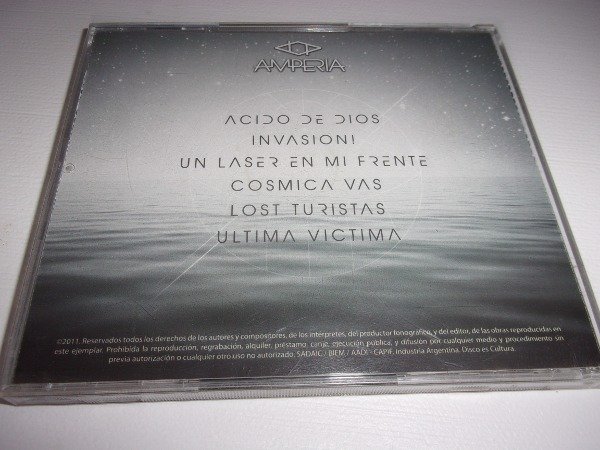 AMPERIA
ACIDO DE DIOS
INVASION!
UN LASER EN MI FRENTE
COSMICA VAS
LOST TURISTAS
ULTIMA VICTIMA
©2011. Reservados todos los derechos de los autores y compositores, de los intérpretes, del productor fonográfico, y del editor, de las obras reproducidas en
este ejemplar. Prohibida la reproducción, regrabación, alquiler, préstamo, canje, ejecución pública, y difusión por cualquier medio y procedimiento sin
previa autorización o cualquier otro uso no autorizado. SADAIC / BIEM / AADI - CAPIF. Industria Argentina. Disco es Cultura.